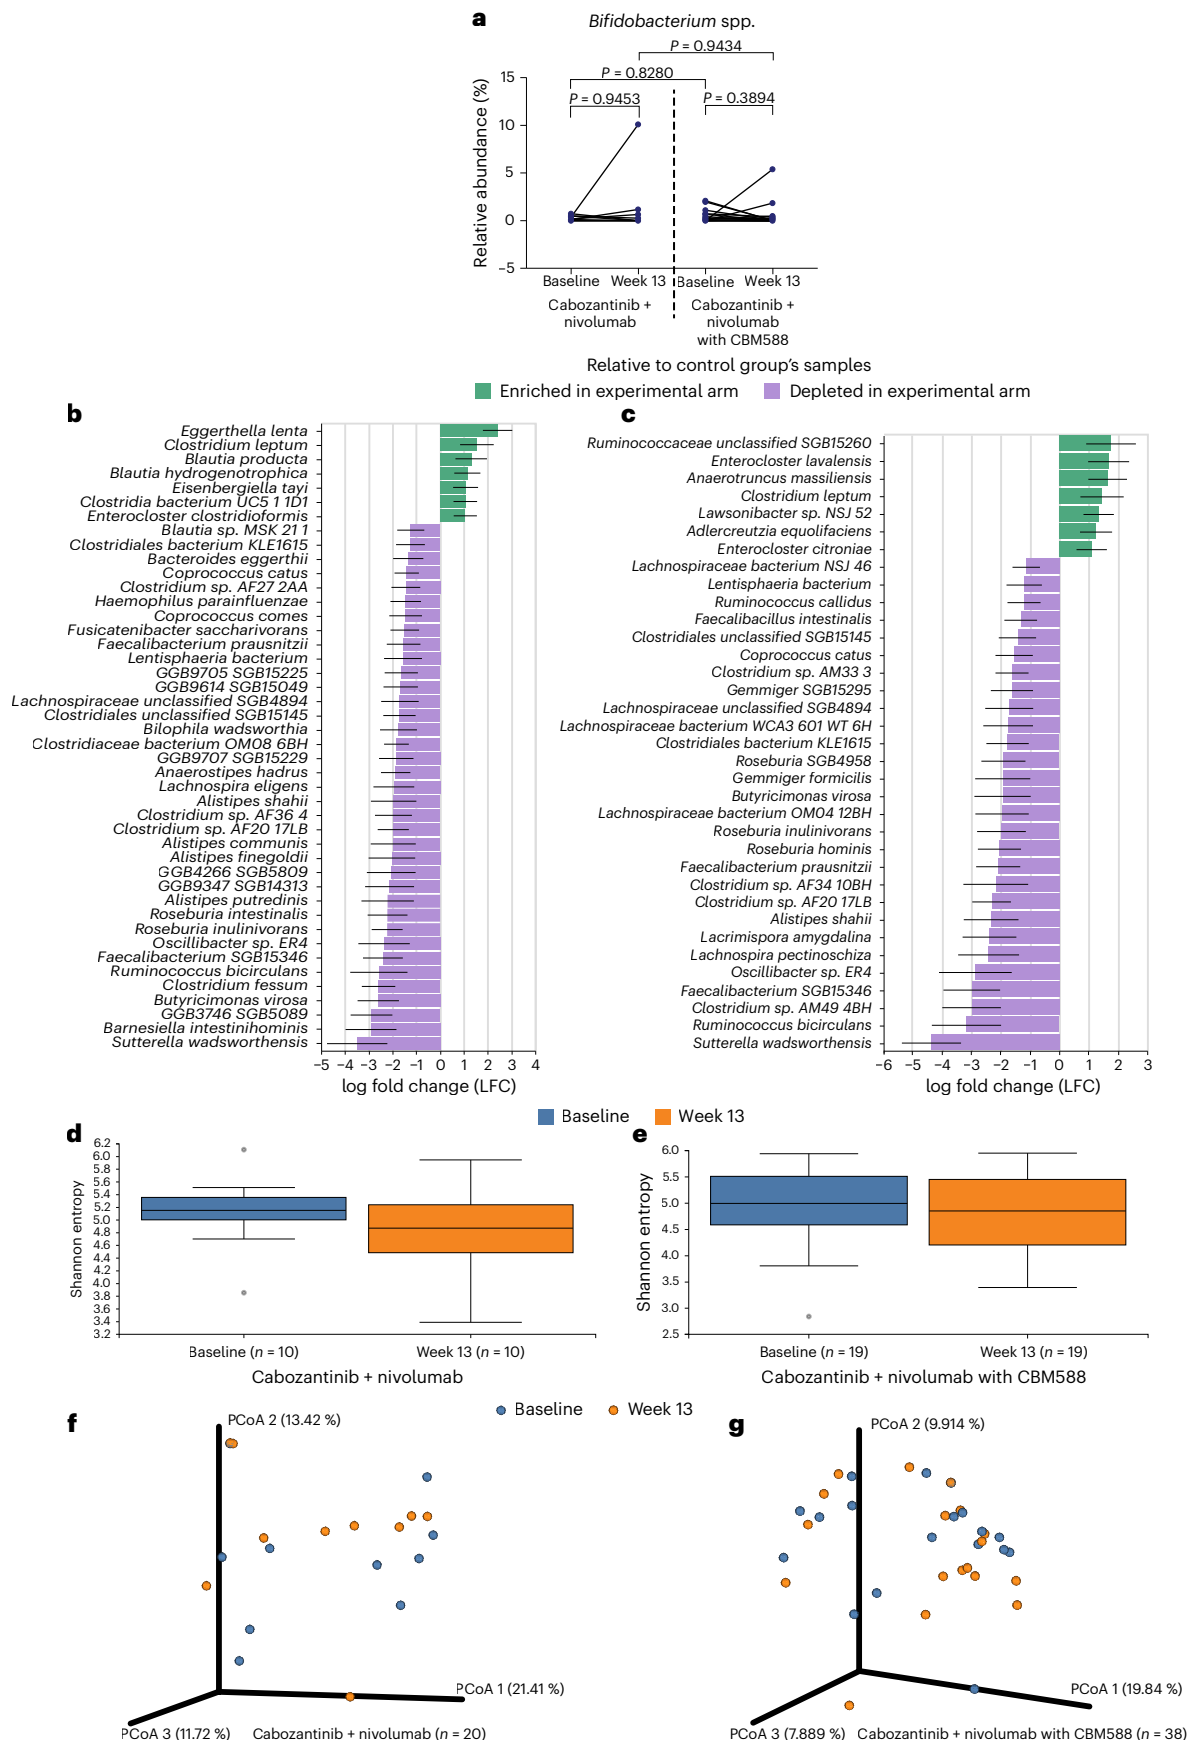 a
Bifidobacterium spp.
P = 0.9434
P = 0.8280
P = 0.9453
P = 0.3894
Relative abundance (%)
15
10
5
0
−5
Baseline
Week 13
Baseline
Week 13
Cabozantinib +
nivolumab
Cabozantinib +
nivolumab
with CBM588
Relative to control group's samples
Enriched in experimental arm
Depleted in experimental arm
b
Eggerthella lenta
Clostridium leptum
Blautia producta
Blautia hydrogenotrophica
Eisenbergiella tayi
Clostridia bacterium UC5 1 1D1
Enterocloster clostridioformis
Blautia sp. MSK 21 1
Clostridiales bacterium KLE1615
Bacteroides eggerthii
Coprococcus catus
Clostridium sp. AF27 2AA
Haemophilus parainfluenzae
Coprococcus comes
Fusicatenibacter saccharivorans
Faecalibacterium prausnitzii
Lentisphaeria bacterium
GGB9705 SGB15225
GGB9614 SGB15049
Lachnospiraceae unclassified SGB4894
Clostridiales unclassified SGB15145
Bilophila wadsworthia
Clostridiaceae bacterium OM08 6BH
GGB9707 SGB15229
Anaerostipes hadrus
Lachnospira eligens
Alistipes shahii
Clostridium sp. AF36 4
Clostridium sp. AF20 17LB
Alistipes communis
Alistipes finegoldii
GGB4266 SGB5809
GGB9347 SGB14313
Alistipes putredinis
Roseburia intestinalis
Roseburia inulinivorans
Oscillibacter sp. ER4
Faecalibacterium SGB15346
Ruminococcus bicirculans
Clostridium fessum
Butyricimonas virosa
GGB3746 SGB5089
Barnesiella intestinihominis
Sutterella wadsworthensis
−5 −4 −3 −2 −1 0 1 2 3 4
log fold change (LFC)
c
Ruminococcaceae unclassified SGB15260
Enterocloster lavalensis
Anaerotruncus massiliensis
Clostridium leptum
Lawsonibacter sp. NSJ 52
Adlercreutzia equolifaciens
Enterocloster citroniae
Lachnospiraceae bacterium NSJ 46
Lentisphaeria bacterium
Ruminococcus callidus
Faecalibacillus intestinalis
Clostridiales unclassified SGB15145
Coprococcus catus
Clostridium sp. AM33 3
Gemmiger SGB15295
Lachnospiraceae unclassified SGB4894
Lachnospiraceae bacterium WCA3 601 WT 6H
Clostridiales bacterium KLE1615
Roseburia SGB4958
Gemmiger formicilis
Butyricimonas virosa
Lachnospiraceae bacterium OM04 12BH
Roseburia inulinivorans
Roseburia hominis
Faecalibacterium prausnitzii
Clostridium sp. AF34 10BH
Clostridium sp. AF20 17LB
Alistipes shahii
Lacrimispora amygdalina
Lachnospira pectinoschiza
Oscillibacter sp. ER4
Faecalibacterium SGB15346
Clostridium sp. AM49 4BH
Ruminococcus bicirculans
Sutterella wadsworthensis
−6 −5 −4 −3 −2 −1 0 1 2 3
log fold change (LFC)
Baseline
Week 13
d
Shannon entropy
6.2
6.0
5.8
5.6
5.4
5.2
5.0
4.8
4.6
4.4
4.2
4.0
3.8
3.6
3.4
3.2
Baseline (n = 10)
Week 13 (n = 10)
Cabozantinib + nivolumab
e
Shannon entropy
6.0
5.5
5.0
4.5
4.0
3.5
3.0
2.5
Baseline (n = 19)
Week 13 (n = 19)
Cabozantinib + nivolumab with CBM588
Baseline
Week 13
f
PCoA 2 (13.42 %)
PCoA 1 (21.41 %)
PCoA 3 (11.72 %)
Cabozantinib + nivolumab (n = 20)
g
PCoA 2 (9.914 %)
PCoA 1 (19.84 %)
PCoA 3 (7.889 %)
Cabozantinib + nivolumab with CBM588 (n = 38)